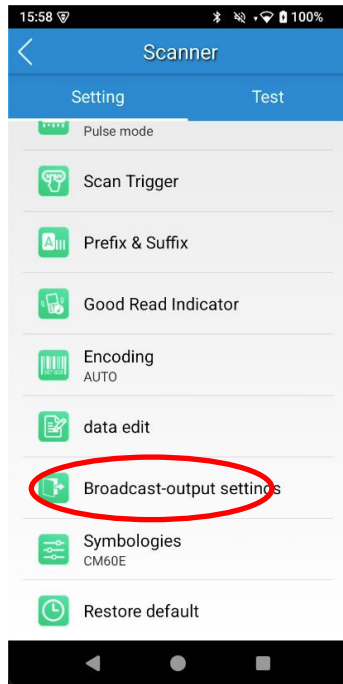 15:58 100%
Scanner
Setting Test
Pulse mode
Scan Trigger
Prefix & Suffix
Good Read Indicator
Encoding
AUTO
data edit
Broadcast-output settings
Symbologies
CM60E
Restore default